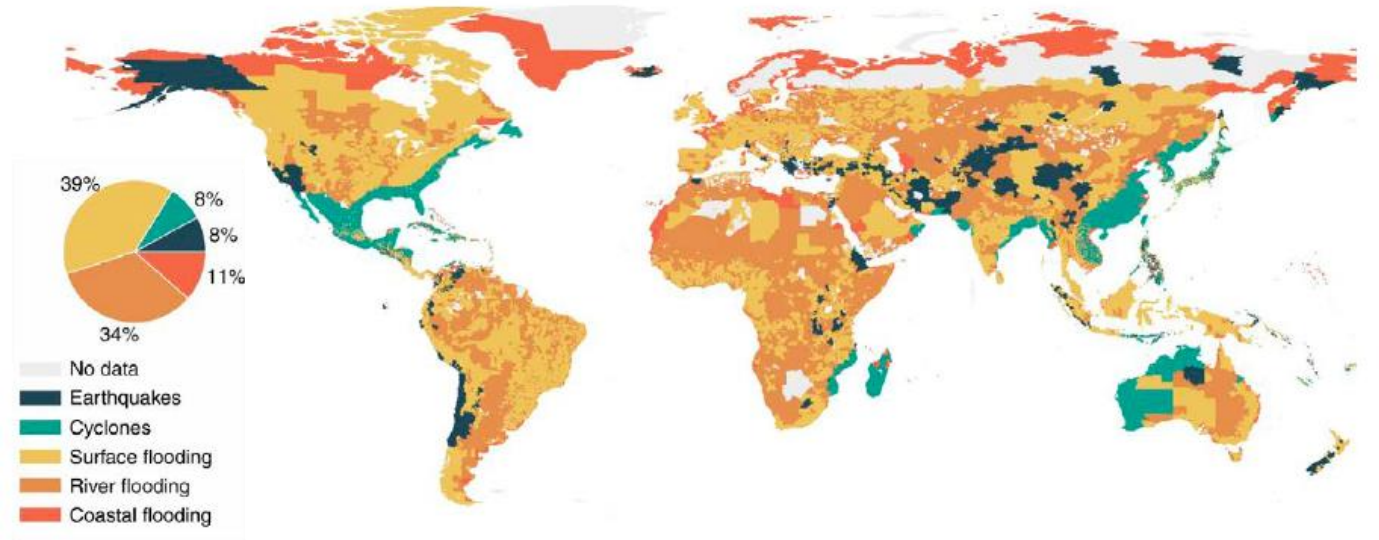 39%
8%
8%
11%
34%
No data
Earthquakes
Cyclones
Surface flooding
River flooding
Coastal flooding